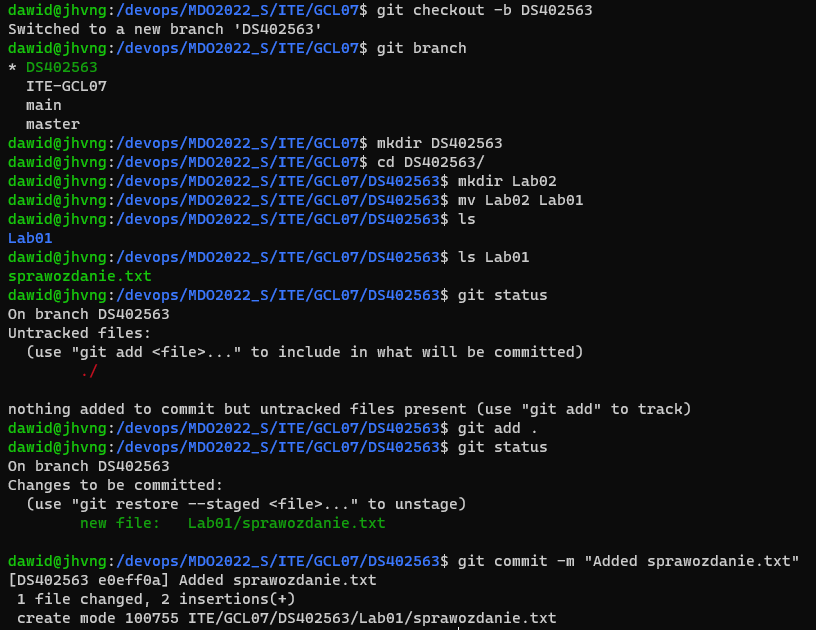 dawid@jhvng:/devops/MDO2022_S/ITE/GCL07$ git checkout -b DS402563
Switched to a new branch 'DS402563'
dawid@jhvng:/devops/MDO2022_S/ITE/GCL07$ git branch
* DS402563
  ITE-GCL07
  main
  master
dawid@jhvng:/devops/MDO2022_S/ITE/GCL07$ mkdir DS402563
dawid@jhvng:/devops/MDO2022_S/ITE/GCL07$ cd DS402563/
dawid@jhvng:/devops/MDO2022_S/ITE/GCL07/DS402563$ mkdir Lab02
dawid@jhvng:/devops/MDO2022_S/ITE/GCL07/DS402563$ mv Lab02 Lab01
dawid@jhvng:/devops/MDO2022_S/ITE/GCL07/DS402563$ ls
Lab01
dawid@jhvng:/devops/MDO2022_S/ITE/GCL07/DS402563$ ls Lab01
sprawozdanie.txt
dawid@jhvng:/devops/MDO2022_S/ITE/GCL07/DS402563$ git status
On branch DS402563
Untracked files:
  (use "git add <file>..." to include in what will be committed)
        ./

nothing added to commit but untracked files present (use "git add" to track)
dawid@jhvng:/devops/MDO2022_S/ITE/GCL07/DS402563$ git add .
dawid@jhvng:/devops/MDO2022_S/ITE/GCL07/DS402563$ git status
On branch DS402563
Changes to be committed:
  (use "git restore --staged <file>..." to unstage)
        new file:   Lab01/sprawozdanie.txt

dawid@jhvng:/devops/MDO2022_S/ITE/GCL07/DS402563$ git commit -m "Added sprawozdanie.txt"
[DS402563 e0eff0a] Added sprawozdanie.txt
 1 file changed, 2 insertions(+)
 create mode 100755 ITE/GCL07/DS402563/Lab01/sprawozdanie.txt